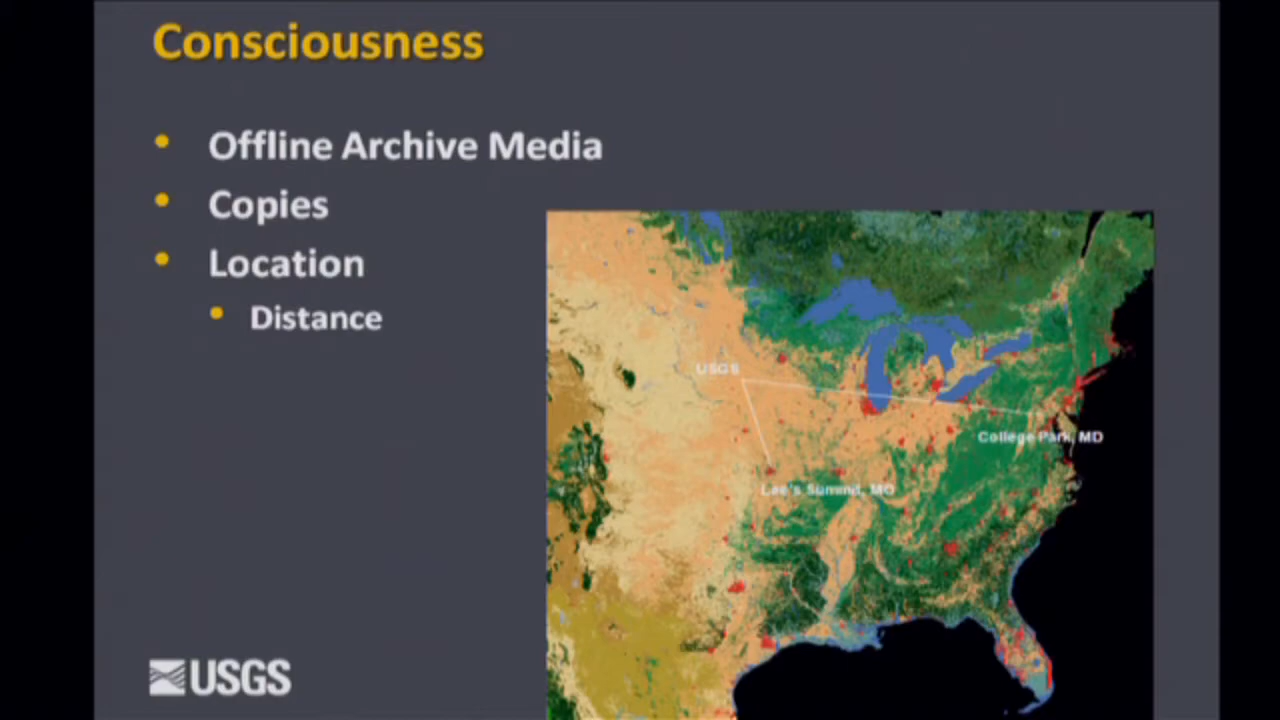 Consciousness
• Offline Archive Media
• Copies
• Location
• Distance
USGS
College Park, MD
Lee's Summit, MO
USGS